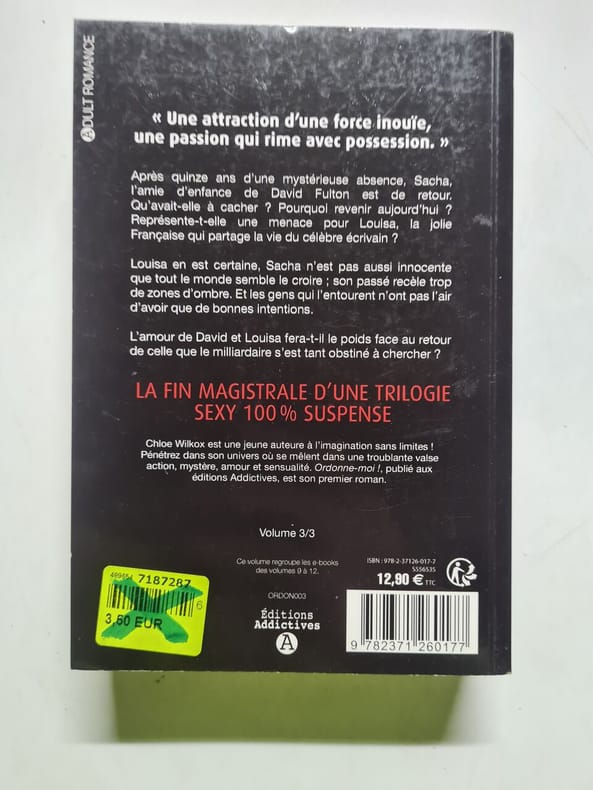 ADULT ROMANCE
« Une attraction d'une force inouïe,
une passion qui rime avec possession. »
Après quinze ans d'une mystérieuse absence, Sacha,
l'amie d'enfance de David Fulton est de retour.
Qu'avait-elle à cacher ? Pourquoi revenir aujourd'hui ?
Représente-t-elle une menace pour Louisa, la jolie
Française qui partage la vie du célèbre écrivain ?
Louisa en est certaine, Sacha n'est pas aussi innocente
que tout le monde semble le croire ; son passé recèle trop
de zones d'ombre. Et les gens qui l'entourent n'ont pas l'air
d'avoir que de bonnes intentions.
L'amour de David et Louisa fera-t-il le poids face au retour
de celle que le milliardaire s'est tant obstiné à chercher ?
LA FIN MAGISTRALE D'UNE TRILOGIE
SEXY 100 % SUSPENSE
Chloe Wilkox est une jeune auteure à l'imagination sans limites !
Pénétrez dans son univers où se mêlent dans une troublante valse
action, mystère, amour et sensualité. Ordonne-moi !, publié aux
éditions Addictives, est son premier roman.
Volume 3/3
Ce volume regroupe les e-books
des volumes 9 à 12.
ORDON003
Éditions
Addictives
A
ISBN : 978-2-37126-017-7
5556535
12,90 € TTC
9 782371 260177
7187287
6
3,50 EUR